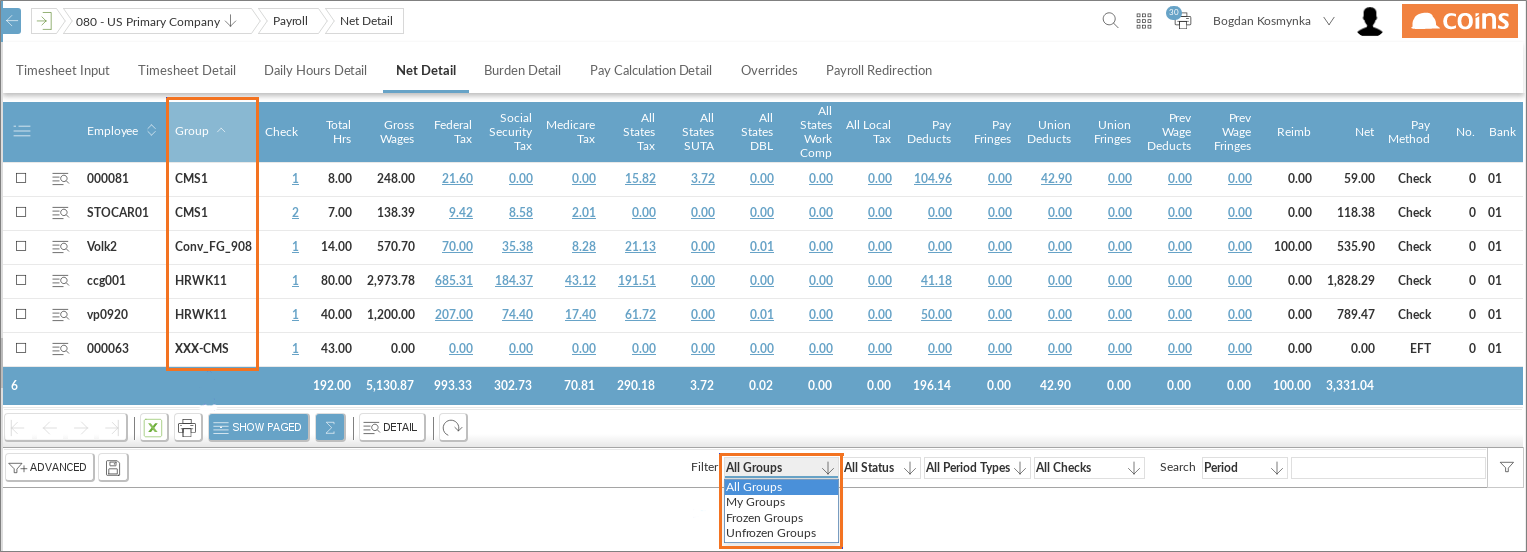 080 - US Primary Company Payroll Net Detail 30 Bogdan Kosmynka coins
Timesheet Input Timesheet Detail Daily Hours Detail Net Detail Burden Detail Pay Calculation Detail Overrides Payroll Redirection
Employee Group Check Total Hrs Gross Wages Federal Tax Social Security Tax Medicare Tax All States Tax All States SUTA All States DBL All States Work Comp All Local Tax Pay Deducts Pay Fringes Union Deducts Union Fringes Prev Wage Deducts Prev Wage Fringes Reimb Net Pay Method No. Bank
000081 CMS1 1 8.00 248.00 21.60 0.00 0.00 15.82 3.72 0.00 0.00 0.00 104.96 0.00 42.90 0.00 0.00 0.00 0.00 59.00 Check 0 01
STOCAR01 CMS1 2 7.00 138.39 9.42 8.58 2.01 0.00 0.00 0.00 0.00 0.00 0.00 0.00 0.00 0.00 0.00 0.00 0.00 118.38 Check 0 01
Volk2 Conv_FG_908 1 14.00 570.70 70.00 35.38 8.28 21.13 0.00 0.01 0.00 0.00 0.00 0.00 0.00 0.00 0.00 0.00 100.00 535.90 Check 0 01
ccg001 HRWK11 1 80.00 2,973.78 685.31 184.37 43.12 191.51 0.00 0.00 0.00 0.00 41.18 0.00 0.00 0.00 0.00 0.00 0.00 1,828.29 Check 0 01
vp0920 HRWK11 1 40.00 1,200.00 207.00 74.40 17.40 61.72 0.00 0.01 0.00 0.00 50.00 0.00 0.00 0.00 0.00 0.00 0.00 789.47 Check 0 01
000063 XXX-CMS 1 43.00 0.00 0.00 0.00 0.00 0.00 0.00 0.00 0.00 0.00 0.00 0.00 0.00 0.00 0.00 0.00 0.00 0.00 EFT 0 01
6 192.00 5,130.87 993.33 302.73 70.81 290.18 3.72 0.02 0.00 0.00 196.14 0.00 42.90 0.00 0.00 0.00 100.00 3,331.04
X SHOW PAGED Σ DETAIL
ADVANCED Filter All Groups All Status All Period Types All Checks Search Period
All Groups
My Groups
Frozen Groups
Unfrozen Groups